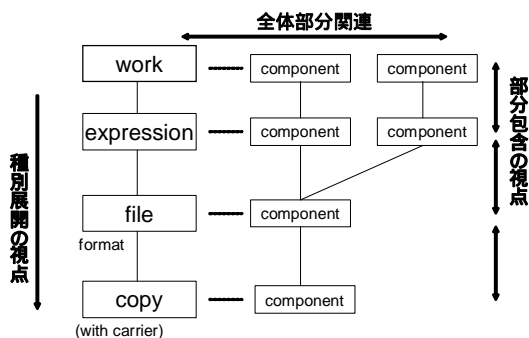 全体部分関連
work
component
component
expression
component
component
file
component
format
copy
component
(with carrier)
種別展開の視点
部分包含の視点